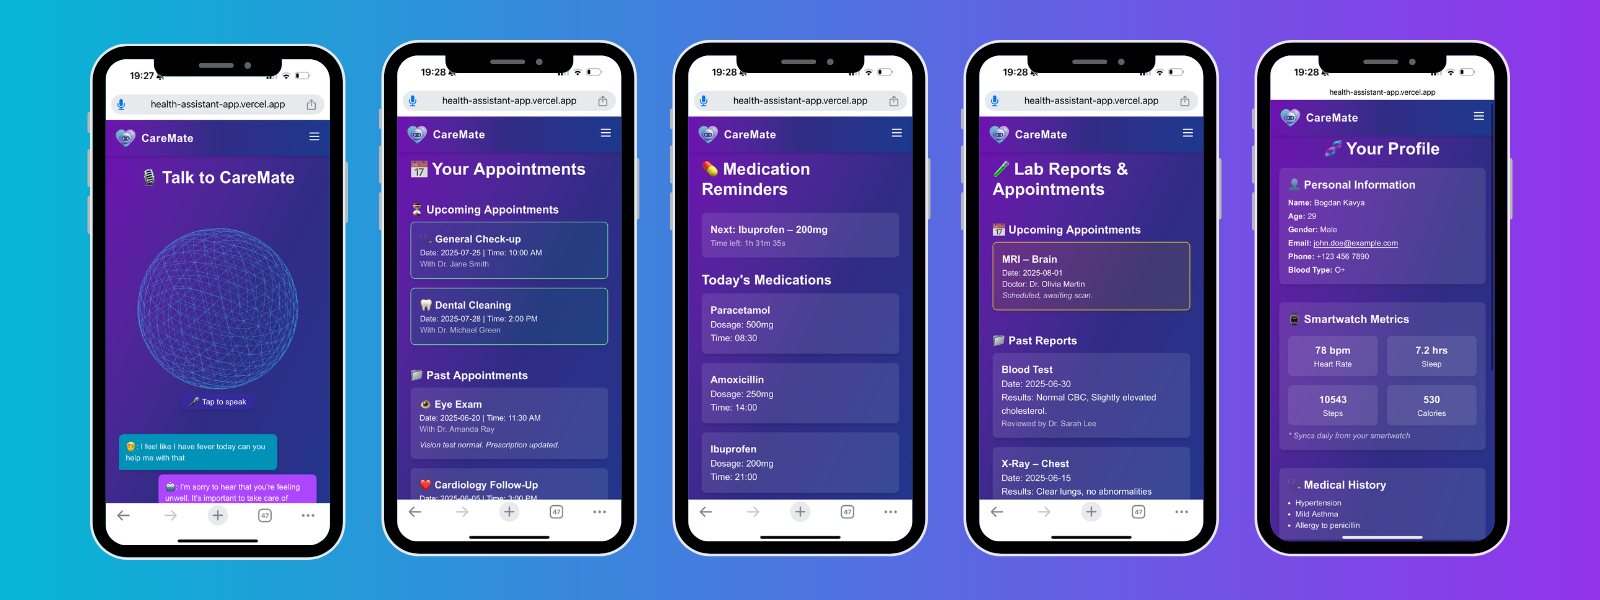 19:27
health-assistant-app.vercel.app
CareMate
Talk to CareMate
Tap to speak
: I feel like I have fever today can you
help me with that
: I'm sorry to hear that you're feeling
unwell. It's important to take care of
47
19:28
health-assistant-app.vercel.app
CareMate
Your Appointments
Upcoming Appointments
General Check-up
Date: 2025-07-25 | Time: 10:00 AM
With Dr. Jane Smith
Dental Cleaning
Date: 2025-07-28 | Time: 2:00 PM
With Dr. Michael Green
Past Appointments
Eye Exam
Date: 2025-06-20 | Time: 11:30 AM
With Dr. Amanda Ray
Vision test normal. Prescription updated.
Cardiology Follow-Up
Date: 2025-06-05 | Time: 3:00 PM
47
19:28
health-assistant-app.vercel.app
CareMate
Medication
Reminders
Next: Ibuprofen – 200mg
Time left: 1h 31m 35s
Today's Medications
Paracetamol
Dosage: 500mg
Time: 08:30
Amoxicillin
Dosage: 250mg
Time: 14:00
Ibuprofen
Dosage: 200mg
Time: 21:00
47
19:28
health-assistant-app.vercel.app
CareMate
Lab Reports &
Appointments
Upcoming Appointments
MRI – Brain
Date: 2025-08-01
Doctor: Dr. Olivia Martin
Scheduled, awaiting scan.
Past Reports
Blood Test
Date: 2025-06-30
Results: Normal CBC, Slightly elevated
cholesterol.
Reviewed by Dr. Sarah Lee
X-Ray – Chest
Date: 2025-06-15
Results: Clear lungs, no abnormalities
47
19:28
health-assistant-app.vercel.app
CareMate
Your Profile
Personal Information
Name: Bogdan Kavya
Age: 29
Gender: Male
Email: john.doe@example.com
Phone: +123 456 7890
Blood Type: O+
Smartwatch Metrics
78 bpm
Heart Rate
7.2 hrs
Sleep
10543
Steps
530
Calories
* Syncs daily from your smartwatch
Medical History
• Hypertension
• Mild Asthma
• Allergy to penicillin